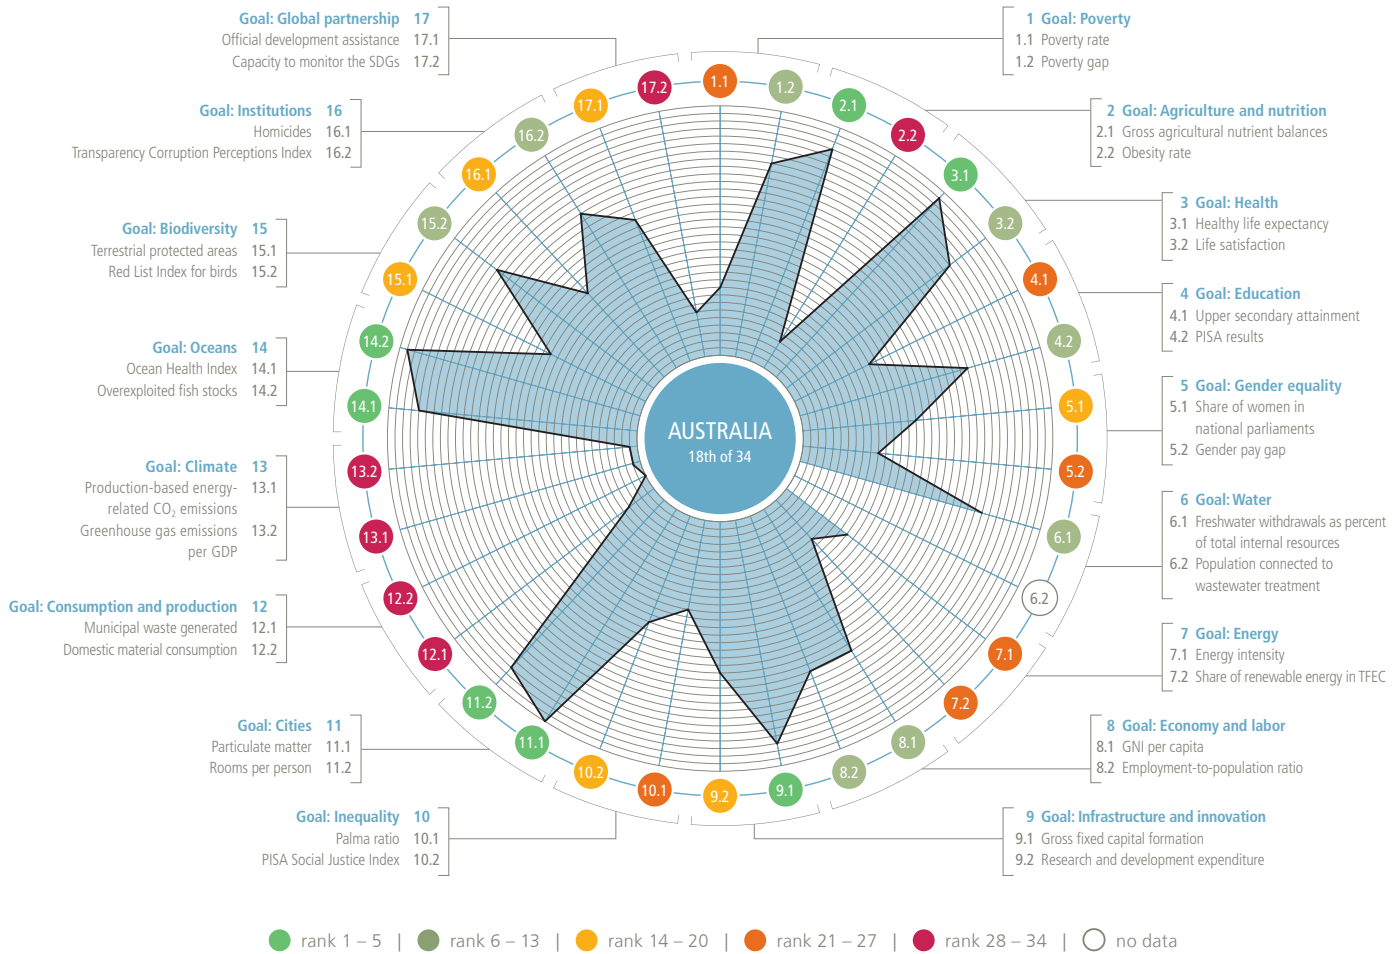 Goal: Global partnership 17
Official development assistance 17.1
Capacity to monitor the SDGs 17.2
Goal: Institutions 16
Homicides 16.1
Transparency Corruption Perceptions Index 16.2
Goal: Biodiversity 15
Terrestrial protected areas 15.1
Red List Index for birds 15.2
Goal: Oceans 14
Ocean Health Index 14.1
Overexploited fish stocks 14.2
Goal: Climate 13
Production-based energy- 13.1
related CO₂ emissions
Greenhouse gas emissions 13.2
per GDP
Goal: Consumption and production 12
Municipal waste generated 12.1
Domestic material consumption 12.2
Goal: Cities 11
Particulate matter 11.1
Rooms per person 11.2
Goal: Inequality 10
Palma ratio 10.1
PISA Social Justice Index 10.2
1 Goal: Poverty
1.1 Poverty rate
1.2 Poverty gap
2 Goal: Agriculture and nutrition
2.1 Gross agricultural nutrient balances
2.2 Obesity rate
3 Goal: Health
3.1 Healthy life expectancy
3.2 Life satisfaction
4 Goal: Education
4.1 Upper secondary attainment
4.2 PISA results
5 Goal: Gender equality
5.1 Share of women in
national parliaments
5.2 Gender pay gap
6 Goal: Water
6.1 Freshwater withdrawals as percent
of total internal resources
6.2 Population connected to
wastewater treatment
7 Goal: Energy
7.1 Energy intensity
7.2 Share of renewable energy in TFEC
8 Goal: Economy and labor
8.1 GNI per capita
8.2 Employment-to-population ratio
9 Goal: Infrastructure and innovation
9.1 Gross fixed capital formation
9.2 Research and development expenditure
1.1
1.2
2.1
2.2
3.1
3.2
4.1
4.2
5.1
5.2
6.1
6.2
7.1
7.2
8.1
8.2
9.1
9.2
10.1
10.2
11.1
11.2
12.1
12.2
13.1
13.2
14.1
14.2
15.1
15.2
16.1
16.2
17.1
17.2
AUSTRALIA
18th of 34
rank 1 – 5 | rank 6 – 13 | rank 14 – 20 | rank 21 – 27 | rank 28 – 34 | no data